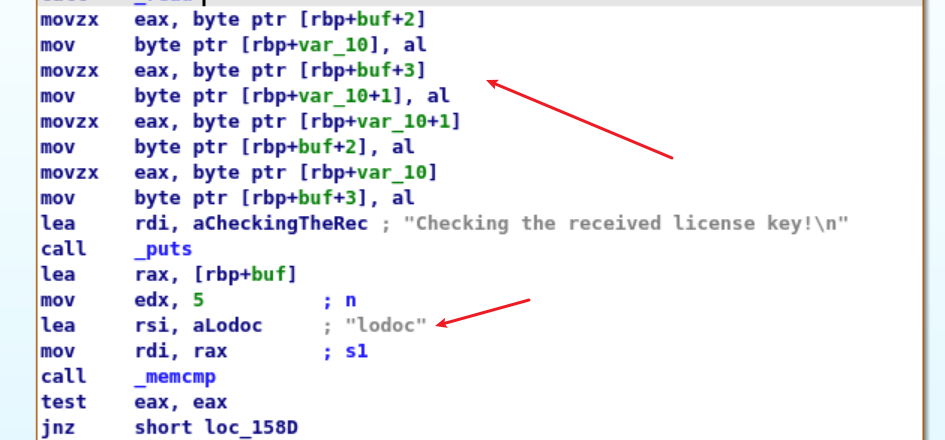 movzx eax, byte ptr [rbp+buf+2]
mov byte ptr [rbp+var_10], al
movzx eax, byte ptr [rbp+buf+3]
mov byte ptr [rbp+var_10+1], al
movzx eax, byte ptr [rbp+var_10+1]
mov byte ptr [rbp+buf+2], al
movzx eax, byte ptr [rbp+var_10]
mov byte ptr [rbp+buf+3], al
lea rdi, aCheckingTheRec ; "Checking the received license key!\n"
call _puts
lea rax, [rbp+buf]
mov edx, 5 ; n
lea rsi, aLodoc ; "lodoc"
mov rdi, rax ; s1
call _memcmp
test eax, eax
jnz short loc_158D